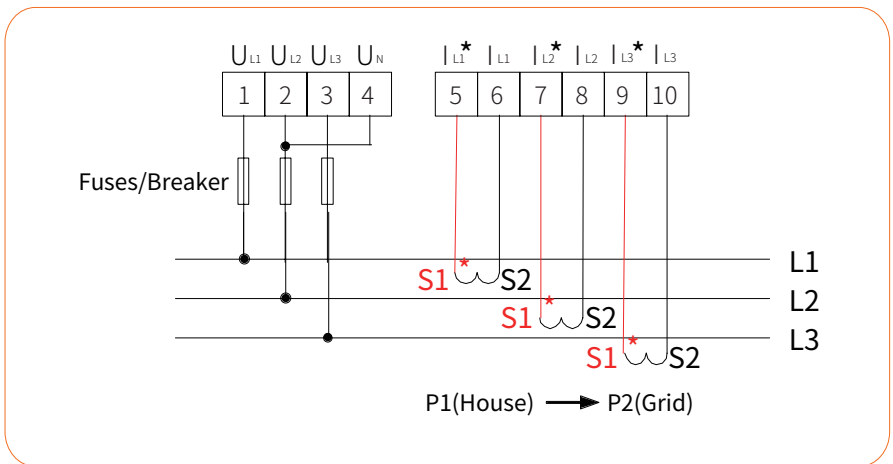 UL1 UL2 UL3 UN IL1* IL1 IL2* IL2 IL3* IL3
1 2 3 4 5 6 7 8 9 10
Fuses/Breaker
L1
* S1 S2
L2
* S1 S2
L3
* S1 S2
P1(House) P2(Grid)